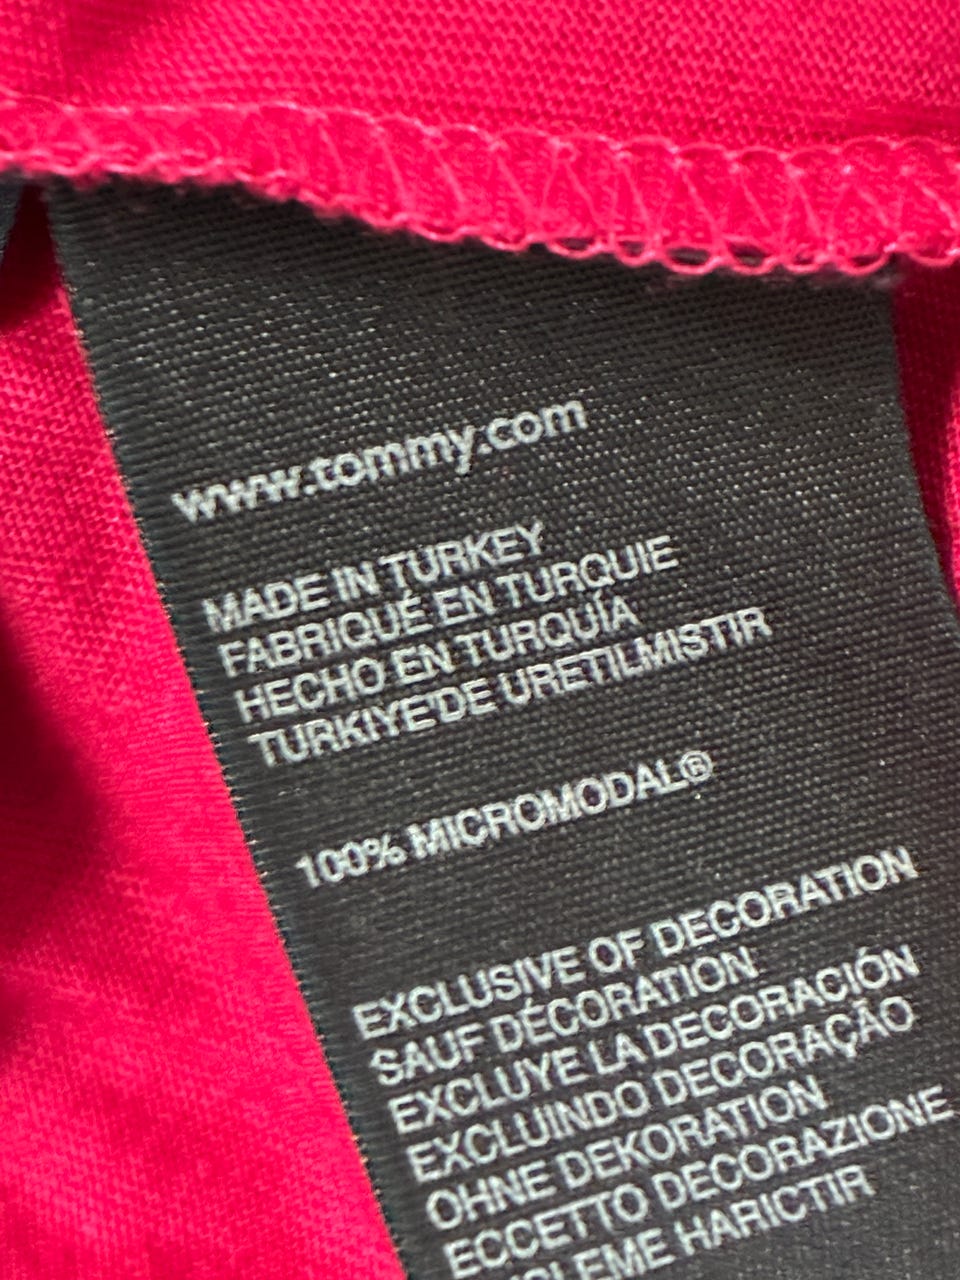 www.tommy.com
MADE IN TURKEY
FABRIQUÉ EN TURQUIE
HECHO EN TURQUÍA
TURKIYE'DE URETILMISTIR
100% MICROMODAL®
EXCLUSIVE OF DECORATION
SAUF DÉCORATION
EXCLUYE LA DECORACIÓN
EXCLUINDO DECORAÇÃO
OHNE DEKORATION
ECCETTO DECORAZIONE
HARICTIR